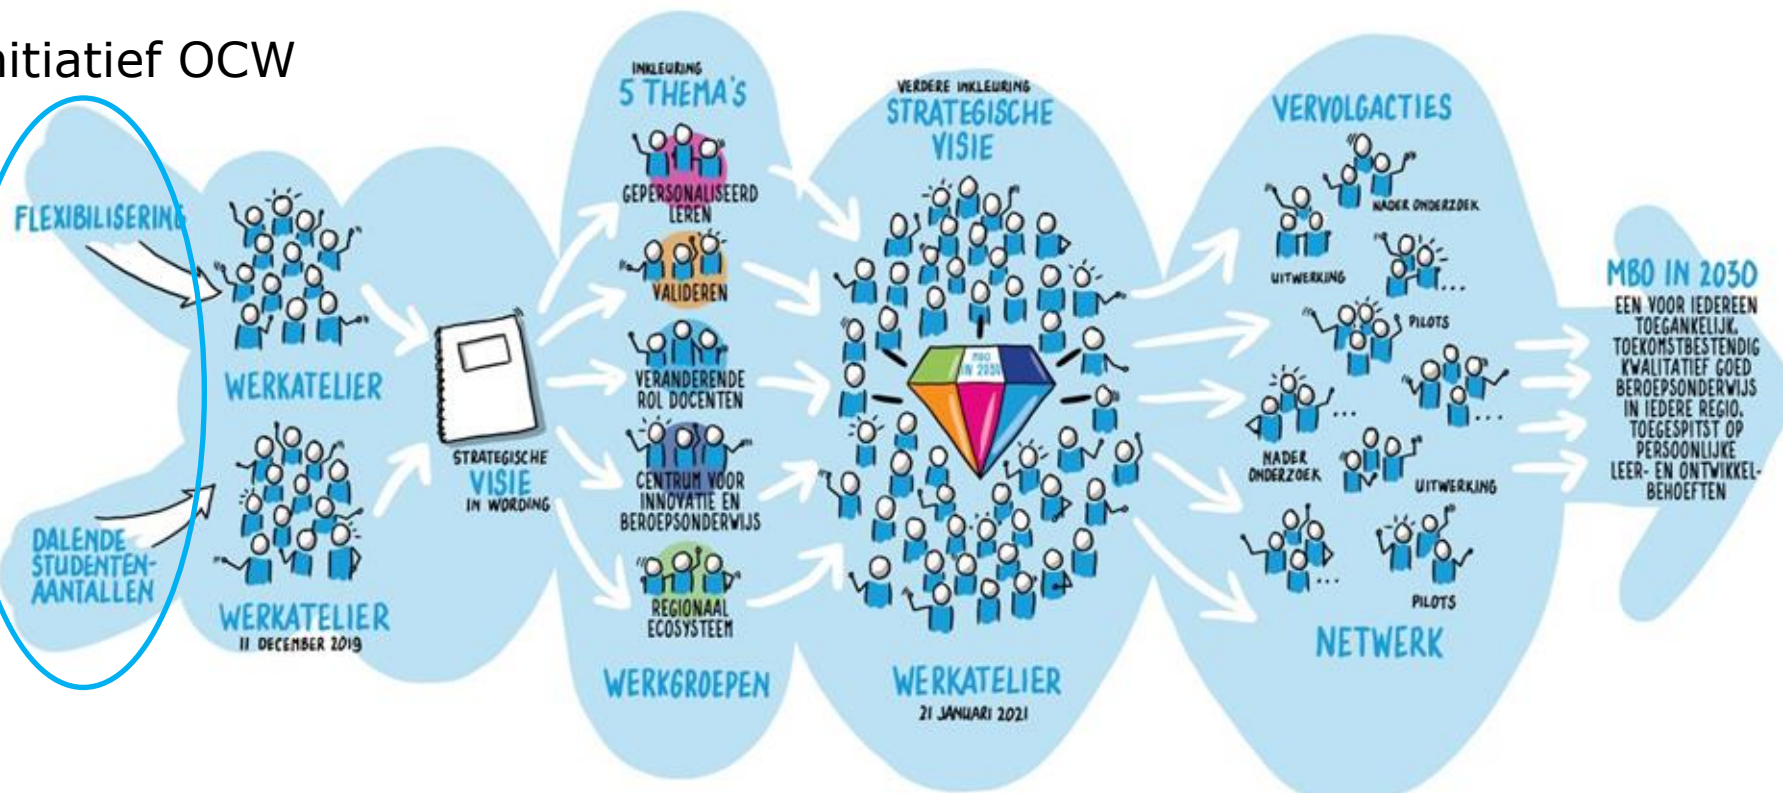 nitiatief OCW
FLEXIBILISERING
DALENDE
STUDENTEN-
AANTALLEN
WERKATELIER
WERKATELIER
11 DECEMBER 2019
STRATEGISCHE
VISIE
IN WORDING
INKLEURING
5 THEMA'S
GEPERSONALISEERD
LEREN
VALIDEREN
VERANDERENDE
ROL DOCENTEN
CENTRUM VOOR
INNOVATIE EN
BEROEPSONDERWIJS
REGIONAAL
ECOSYSTEEM
WERKGROEPEN
VERDERE INKLEURING
STRATEGISCHE
VISIE
MBO
IN 2030
WERKATELIER
21 JANUARI 2021
VERVOLGACTIES
NADER ONDERZOEK
UITWERKING
...
PILOTS
...
...
NADER
ONDERZOEK
UITWERKING
...
PILOTS
NETWERK
MBO IN 2030
EEN VOOR IEDEREEN
TOEGANKELIJK,
TOEKOMSTBESTENDIG
KWALITATIEF GOED
BEROEPSONDERWIJS
IN IEDERE REGIO.
TOEGESPITST OP
PERSOONLIJKE
LEER- EN ONTWIKKEL-
BEHOEFTEN